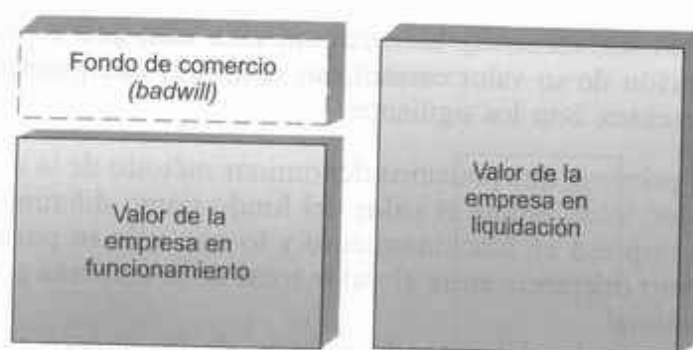 Fondo de comercio
(badwill)
Valor de la
empresa en
funcionamiento
Valor de la
empresa en
liquidación